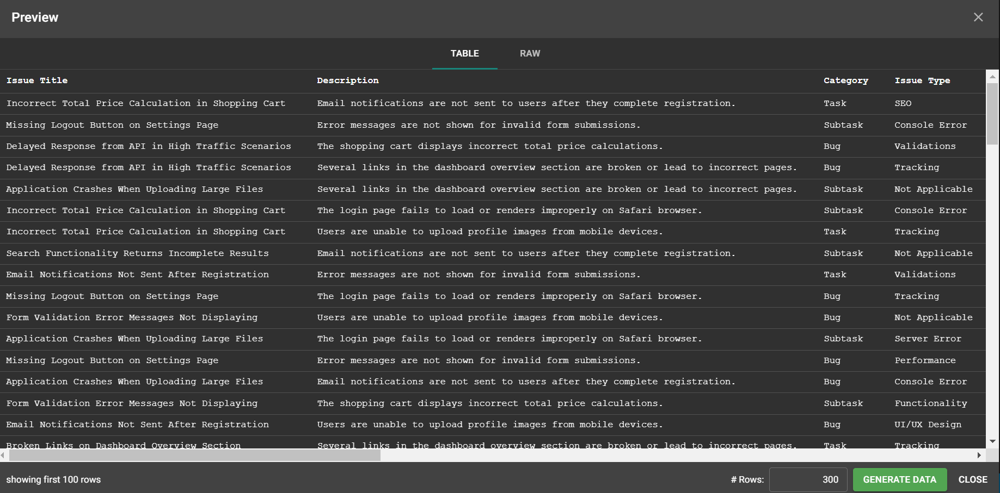 Preview
TABLE RAW
Issue Title Description Category Issue Type
Incorrect Total Price Calculation in Shopping Cart Email notifications are not sent to users after they complete registration. Task SEO
Missing Logout Button on Settings Page Error messages are not shown for invalid form submissions. Subtask Console Error
Delayed Response from API in High Traffic Scenarios The shopping cart displays incorrect total price calculations. Bug Validations
Delayed Response from API in High Traffic Scenarios Several links in the dashboard overview section are broken or lead to incorrect pages. Bug Tracking
Application Crashes When Uploading Large Files Several links in the dashboard overview section are broken or lead to incorrect pages. Subtask Not Applicable
Incorrect Total Price Calculation in Shopping Cart The login page fails to load or renders improperly on Safari browser. Subtask Console Error
Incorrect Total Price Calculation in Shopping Cart Users are unable to upload profile images from mobile devices. Task Tracking
Search Functionality Returns Incomplete Results Email notifications are not sent to users after they complete registration. Subtask Not Applicable
Email Notifications Not Sent After Registration Error messages are not shown for invalid form submissions. Task Validations
Missing Logout Button on Settings Page The login page fails to load or renders improperly on Safari browser. Bug Tracking
Form Validation Error Messages Not Displaying Users are unable to upload profile images from mobile devices. Bug Not Applicable
Application Crashes When Uploading Large Files The login page fails to load or renders improperly on Safari browser. Subtask Server Error
Missing Logout Button on Settings Page Error messages are not shown for invalid form submissions. Bug Performance
Application Crashes When Uploading Large Files Email notifications are not sent to users after they complete registration. Bug Console Error
Form Validation Error Messages Not Displaying The shopping cart displays incorrect total price calculations. Subtask Functionality
Email Notifications Not Sent After Registration Users are unable to upload profile images from mobile devices. Bug UI/UX Design
Broken Links on Dashboard Overview Section Several links in the dashboard overview section are broken or lead to incorrect pages. Task Tracking
showing first 100 rows # Rows: 300 GENERATE DATA CLOSE